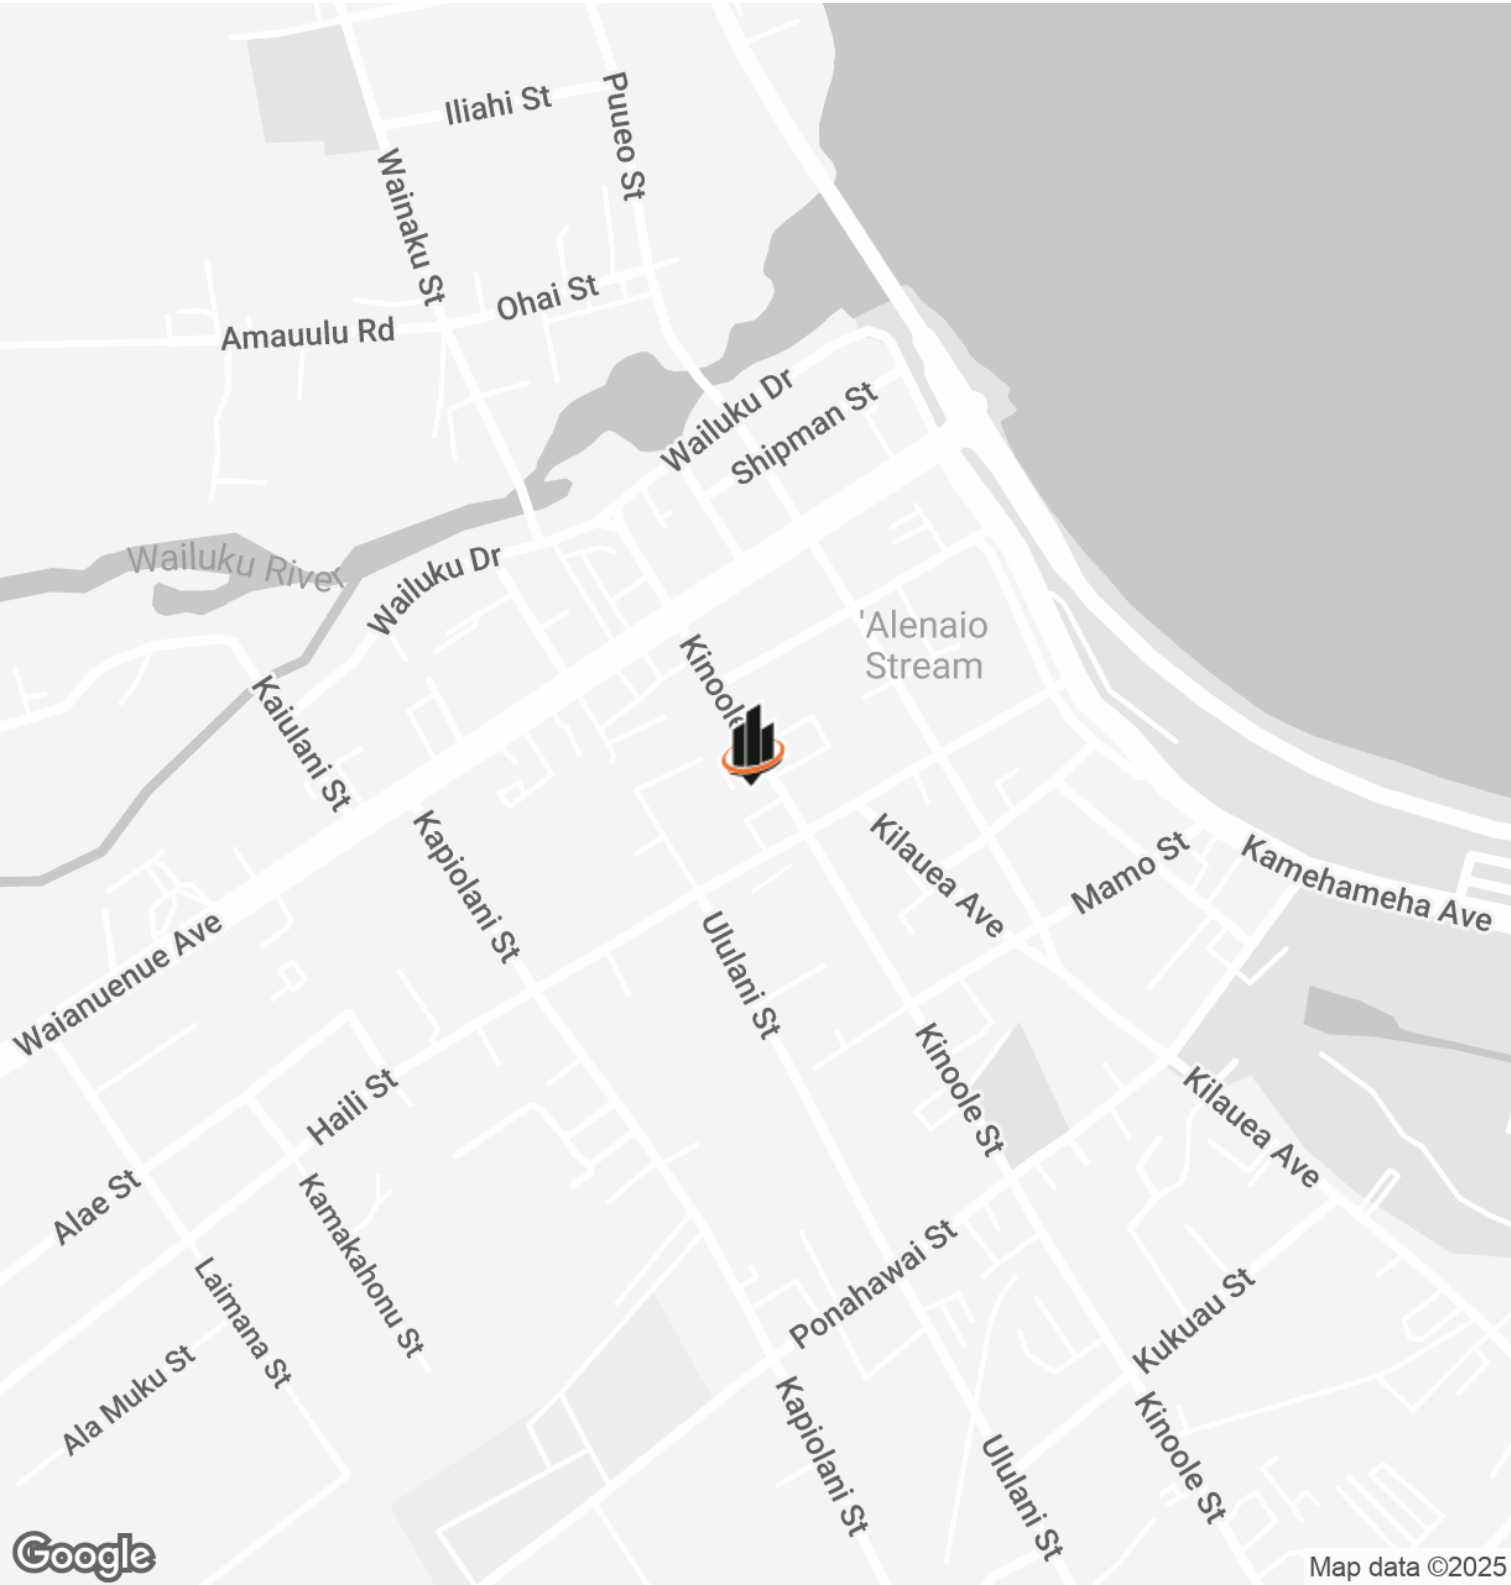 Iliahi St
Puueo St
Wainaku St
Ohai St
Amauulu Rd
Wailuku Dr
Shipman St
Wailuku River
Wailuku Dr
'Alenaio
Stream
Kinoole
Kaiulani St
Kapiolani St
Kilauea Ave
Mamo St
Kamehameha Ave
Waianuenue Ave
Ululani St
Kinoole St
Haili St
Kilauea Ave
Alae St
Kamakahonu St
Ponahawai St
Laimana St
Kukuau St
Ala Muku St
Kapiolani St
Ululani St
Kinoole St
Google
Map data ©2025